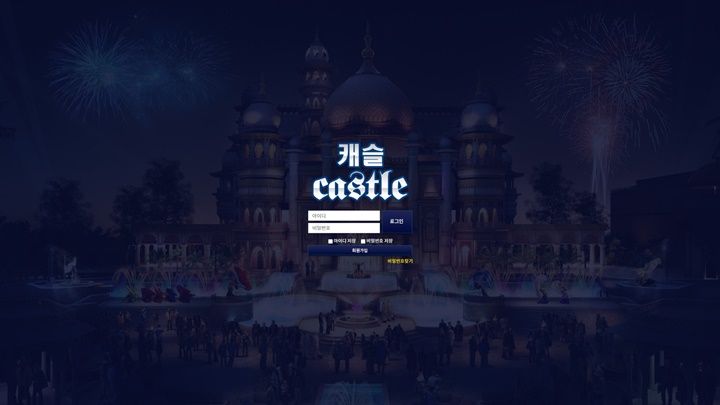 캐슬
castle
아이디
로그인
비밀번호
아이디 저장 비밀번호 저장
회원가입
비밀번호찾기